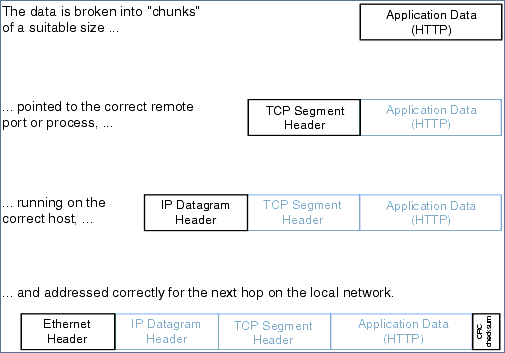 The data is broken into "chunks"
of a suitable size ...
Application Data
(HTTP)
... pointed to the correct remote
port or process, ...
TCP Segment
Header
Application Data
(HTTP)
... running on the
correct host, ...
IP Datagram
Header
TCP Segment
Header
Application Data
(HTTP)
... and addressed correctly for the next hop on the local network.
Ethernet
Header
IP Datagram
Header
TCP Segment
Header
Application Data
(HTTP)
CRC
checksum